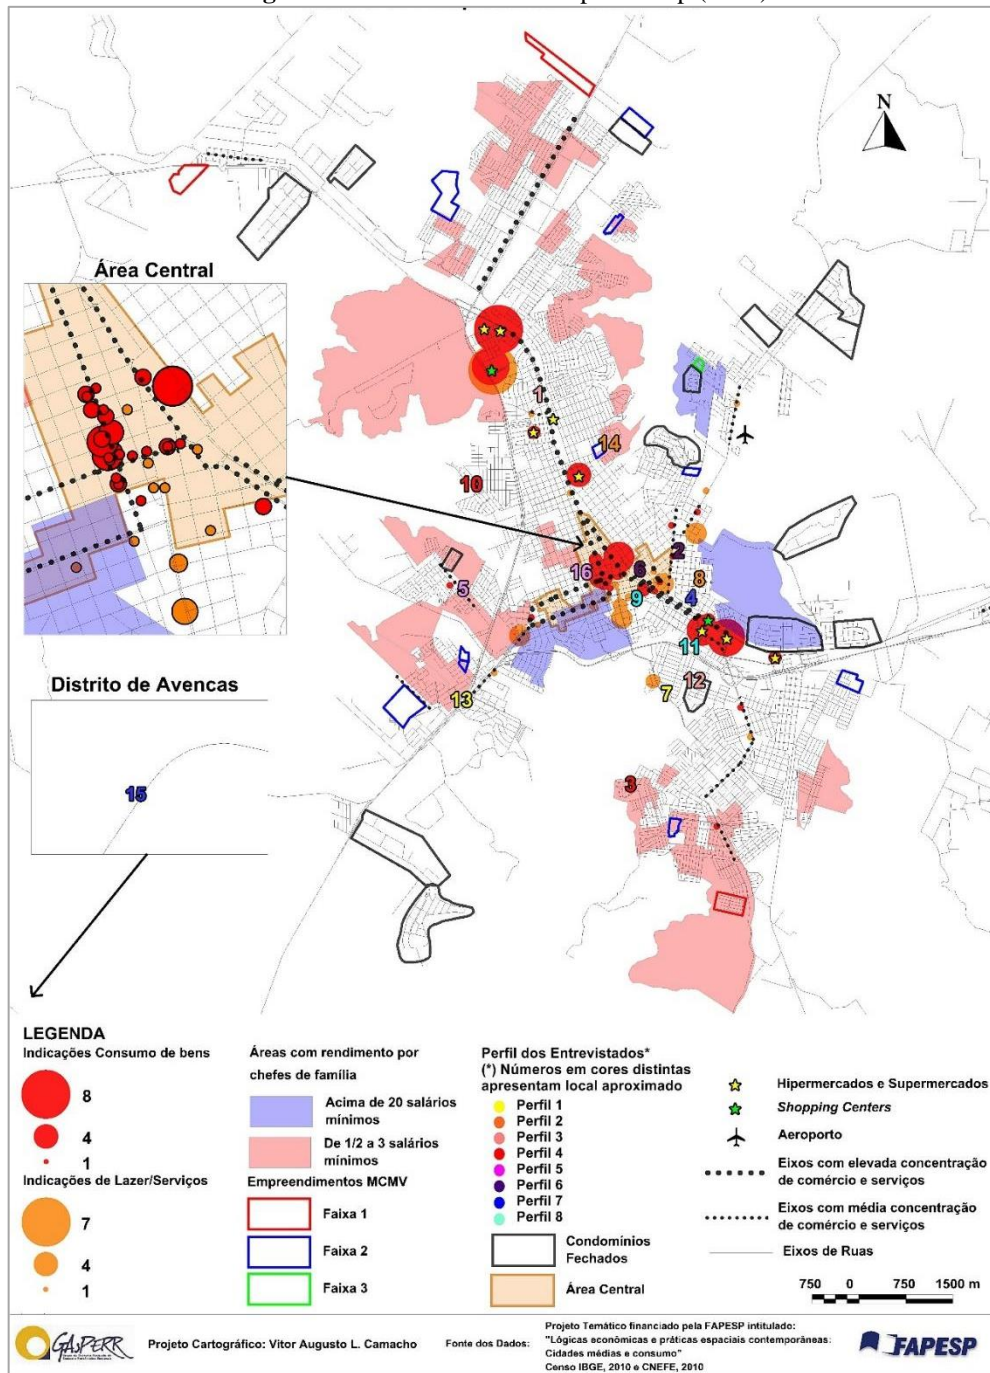 N
Área Central
1
14
10
2
6
16
8
5
9
4
11
12
7
13
Distrito de Avencas
15
3
LEGENDA
Indicações Consumo de bens
8
4
1
Indicações de Lazer/Serviços
7
4
1
Áreas com rendimento por
chefes de família
Acima de 20 salários
mínimos
De 1/2 a 3 salários
mínimos
Empreendimentos MCMV
Faixa 1
Faixa 2
Faixa 3
Perfil dos Entrevistados*
(*) Números em cores distintas
apresentam local aproximado
Perfil 1
Perfil 2
Perfil 3
Perfil 4
Perfil 5
Perfil 6
Perfil 7
Perfil 8
Condomínios
Fechados
Área Central
Hipermercados e Supermercados
Shopping Centers
Aeroporto
Eixos com elevada concentração
de comércio e serviços
Eixos com média concentração
de comércio e serviços
Eixos de Ruas
750 0 750 1500 m
GASPERR
Projeto Cartográfico: Vitor Augusto L. Camacho
Fonte dos Dados:
Projeto Temático financiado pela FAPESP intitulado:
"Lógicas econômicas e práticas espaciais contemporâneas:
Cidades médias e consumo"
Censo IBGE, 2010 e CNEFE, 2010
FAPESP